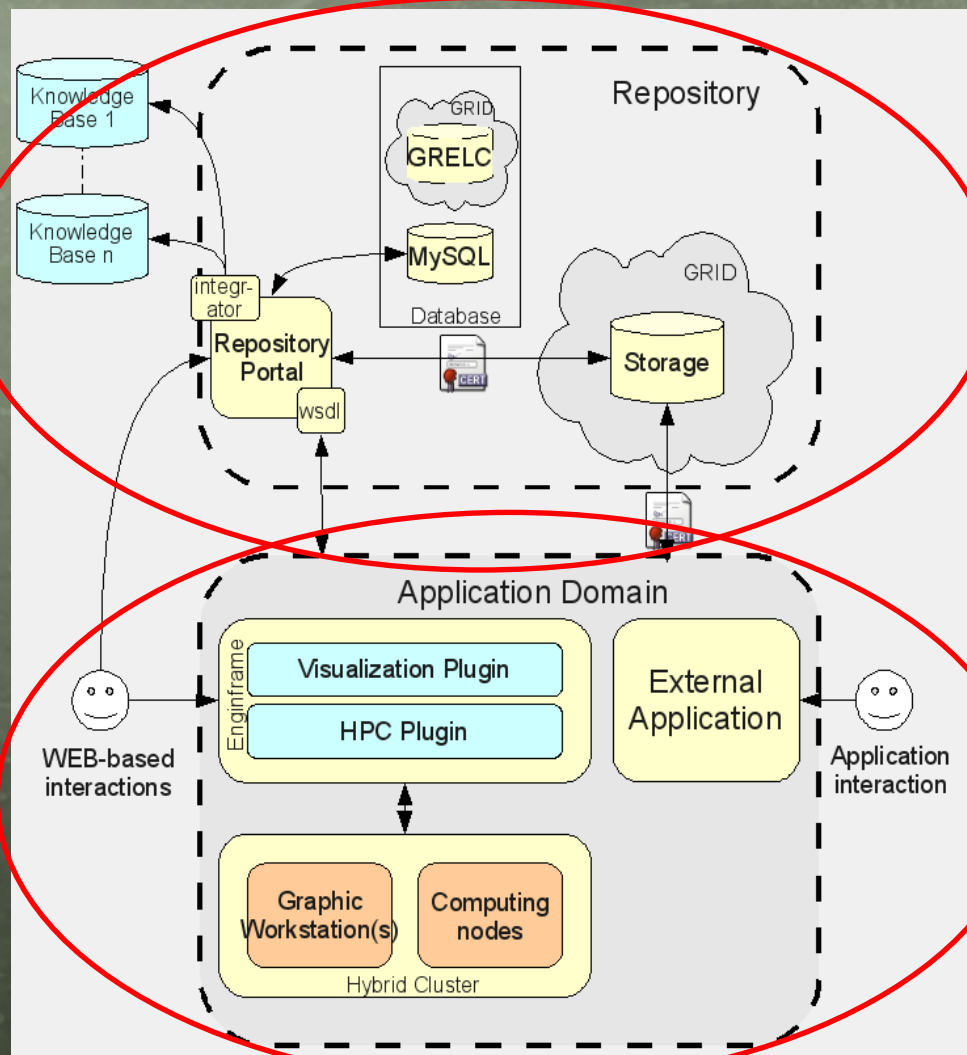 Repository
Knowledge
Base 1
GRID
GRELC
Knowledge
Base n
MySQL
GRID
integr-
ator
Database
Repository
Portal
CERT
Storage
wsdl
CERT
Application Domain
Enginframe
Visualization Plugin
HPC Plugin
External
Application
WEB-based
interactions
Application
interaction
Graphic
Workstation(s)
Computing
nodes
Hybrid Cluster